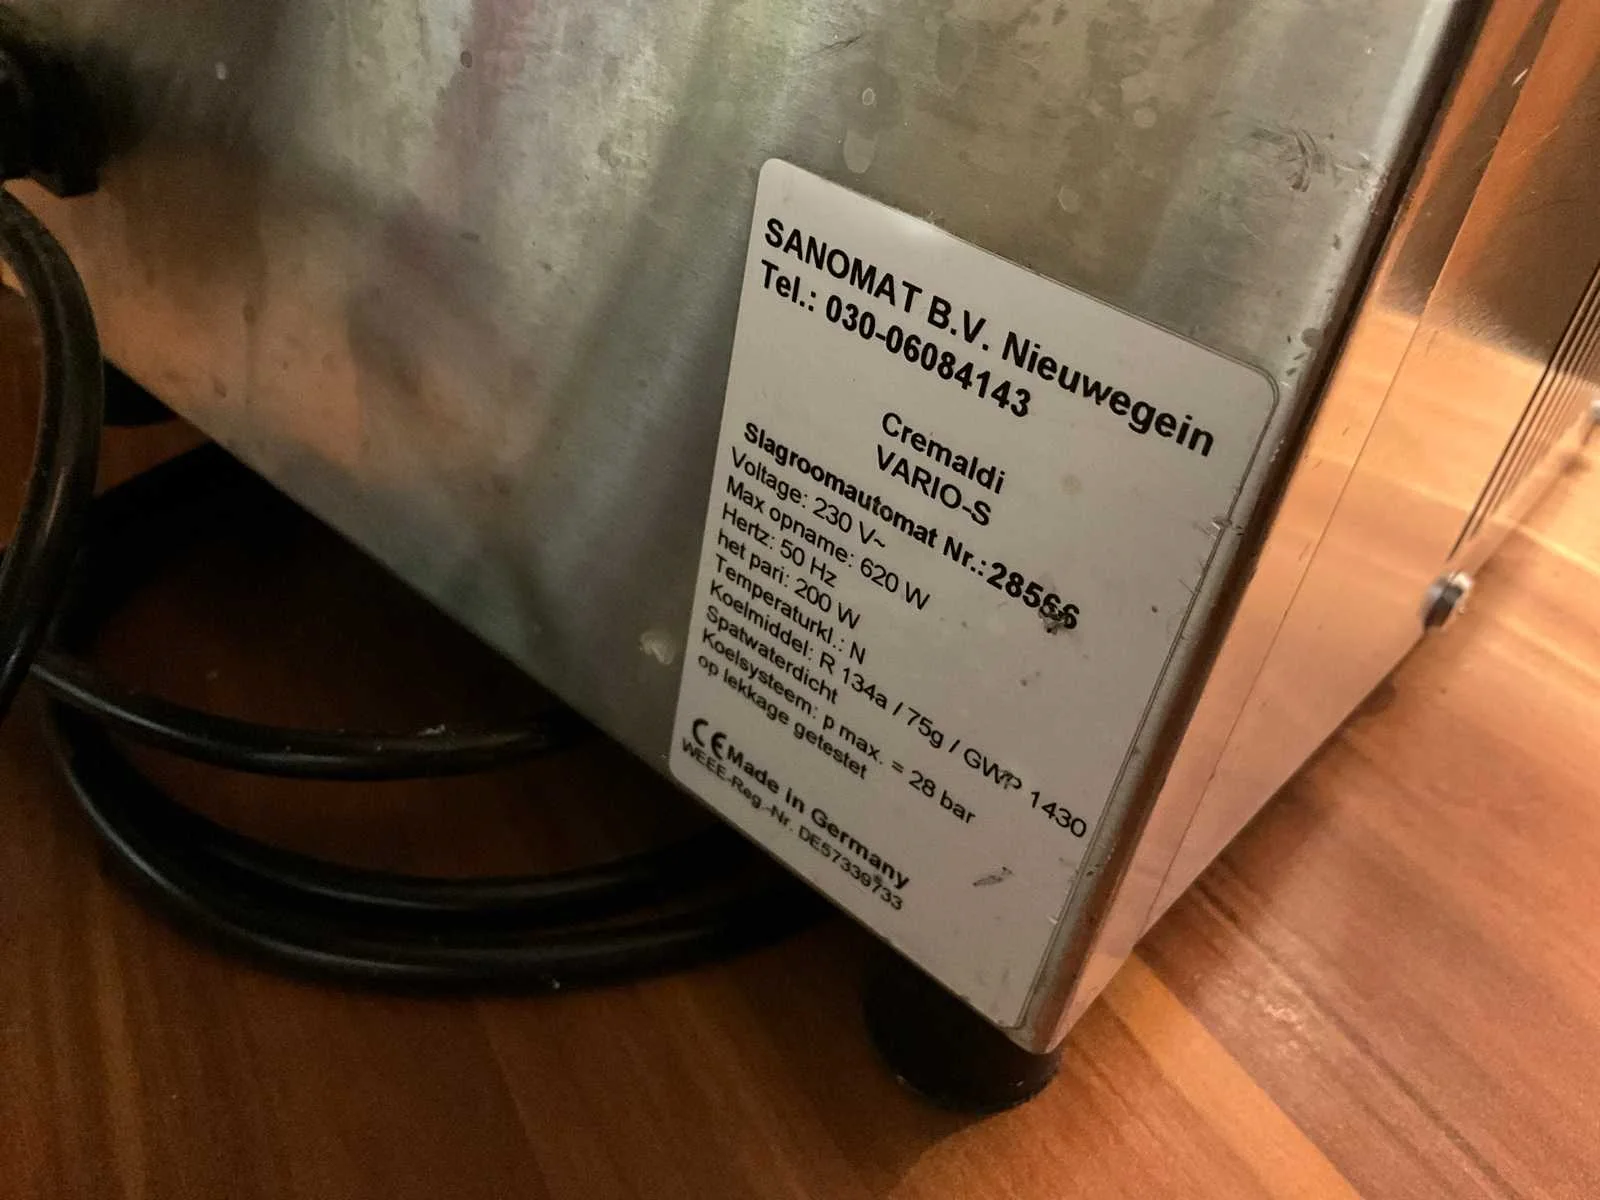 SANOMAT B.V. Nieuwegein
Tel.: 030-06084143
Cremaldi
VARIO-S
Slagroomautomat Nr.: 28566
Voltage: 230 V~
Max opname: 620 W
Hertz: 50 Hz
het pari: 200 W
Temperaturkl.: N
Koelmiddel: R 134a / 75g / GWP 1430
Spatwaterdicht
Koelsysteem: p max. = 28 bar
op lekkage getestet
CE Made in Germany
WEEE-Reg.-Nr. DE57339733